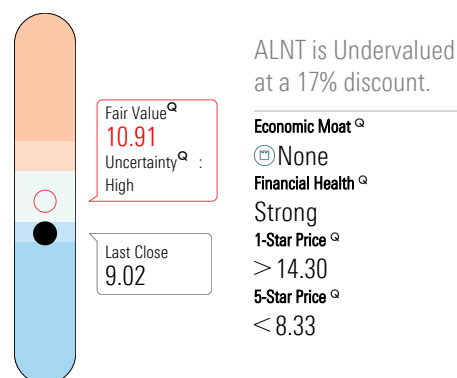 Fair Value Q
10.91
Uncertainty Q :
High
Last Close
9.02
ALNT is Undervalued
at a 17% discount.
Economic Moat Q
None
Financial Health Q
Strong
1-Star Price Q
> 14.30
5-Star Price Q
< 8.33